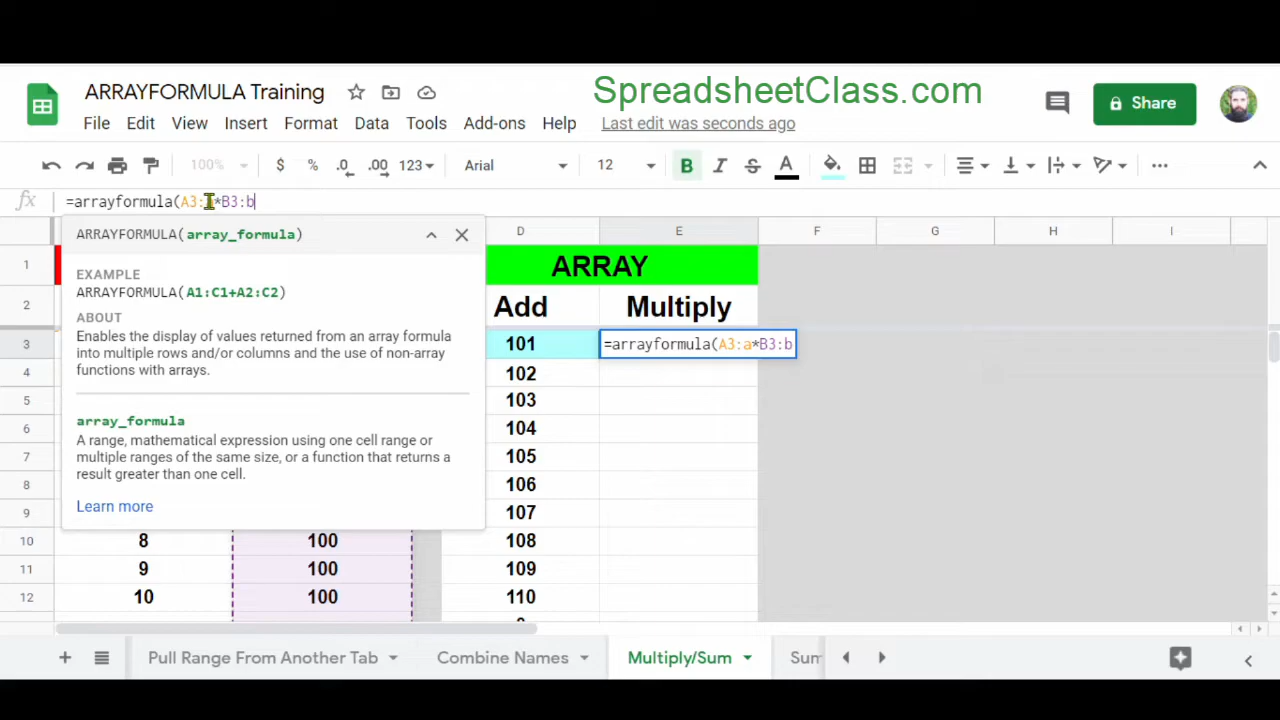 SpreadsheetClass.com
ARRAYFORMULA Training
Share
File Edit View Insert Format Data Tools Add-ons Help Last edit was seconds ago
100% $ % .0 .00 123 Arial 12 B I S A
fx =arrayformula(A3:a*B3:b
ARRAYFORMULA(array_formula)
EXAMPLE
ARRAYFORMULA(A1:C1+A2:C2)
ABOUT
Enables the display of values returned from an array formula
into multiple rows and/or columns and the use of non-array
functions with arrays.
array_formula
A range, mathematical expression using one cell range or
multiple ranges of the same size, or a function that returns a
result greater than one cell.
Learn more
D E F G H I
1 ARRAY
2 Add Multiply
3 101 =arrayformula(A3:a*B3:b
4 102
5 103
6 104
7 105
8 106
9 107
10 8 100 108
11 9 100 109
12 10 100 110
Pull Range From Another Tab Combine Names Multiply/Sum Sum